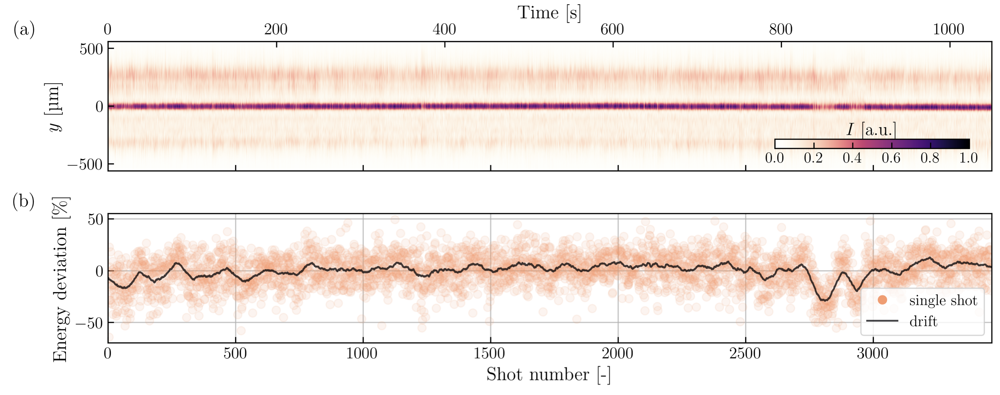 Time [s]
(a)
0 200 400 600 800 1000
500
0
−500
y [µm]
I [a.u.]
0.0 0.2 0.4 0.6 0.8 1.0
(b)
50
0
−50
Energy deviation [%]
single shot
drift
0 500 1000 1500 2000 2500 3000
Shot number [-]